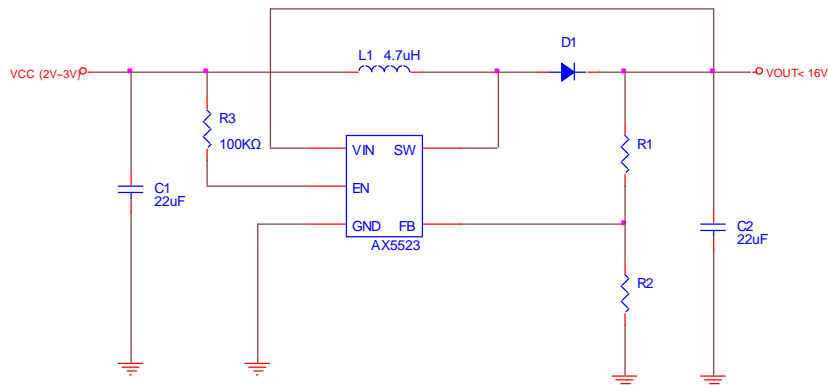 D1
L1 4.7uH
VCC (2V~3V)
VOUT< 16V
R3
100KΩ
R1
VIN SW
EN
GND FB
AX5523
C1
22uF
C2
22uF
R2